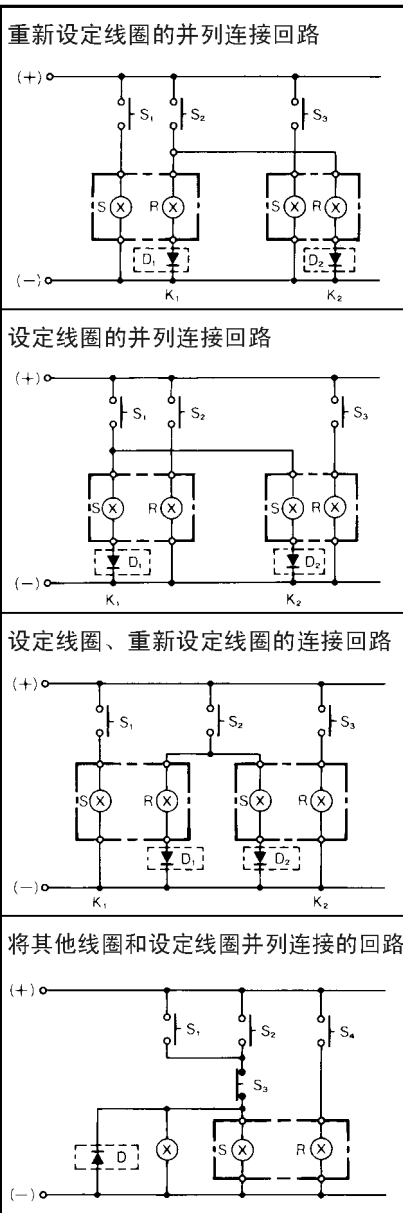 重新设定线圈的并列连接回路
(+)
S₁ S₂ S₃
S R S R
D₁ D₂
(−)
K₁ K₂
设定线圈的并列连接回路
(+)
S₁ S₂ S₃
S R S R
D₁ D₂
(−)
K₁ K₂
设定线圈、重新设定线圈的连接回路
(+)
S₁ S₂ S₃
S R S R
D₁ D₂
(−)
K₁ K₂
将其他线圈和设定线圈并列连接的回路
(+)
S₁ S₂ S₄
S₃
D S R
(−)